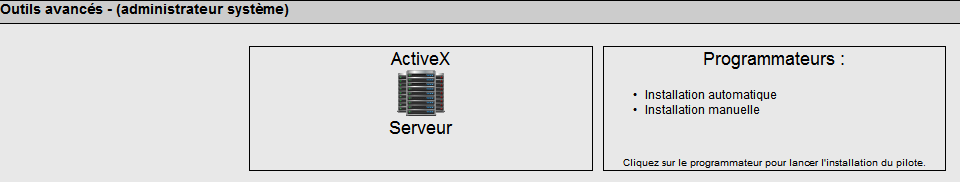 Outils avancés - (administrateur système)
ActiveX
Serveur
Programmateurs :
• Installation automatique
• Installation manuelle
Cliquez sur le programmateur pour lancer l'installation du pilote.